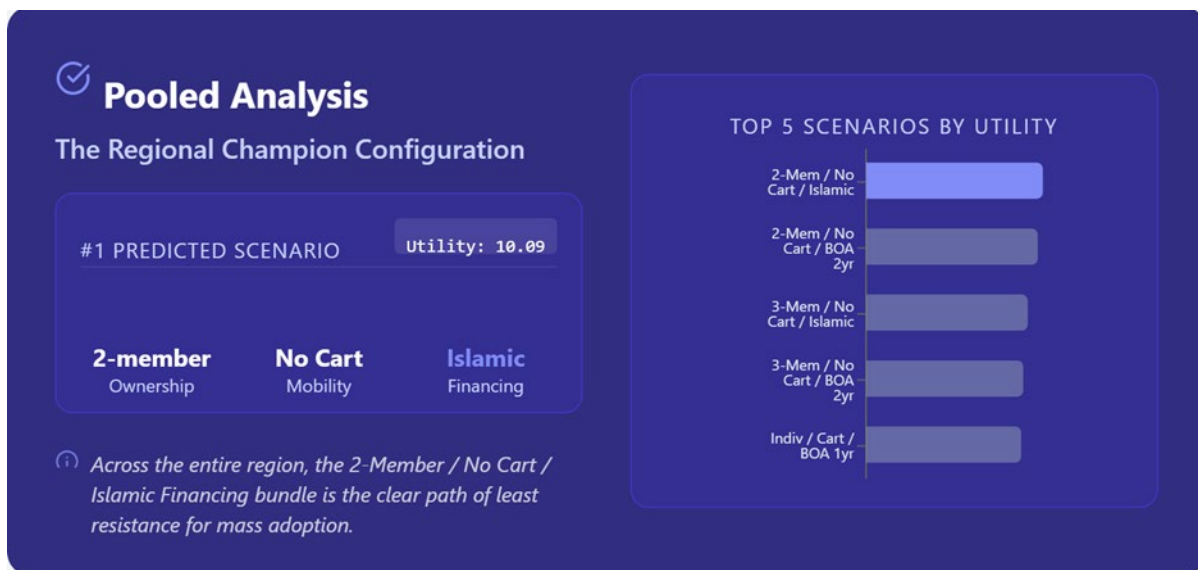 Pooled Analysis
The Regional Champion Configuration
#1 PREDICTED SCENARIO
Utility: 10.09
2-member
Ownership
No Cart
Mobility
Islamic
Financing
Across the entire region, the 2-Member / No Cart /
Islamic Financing bundle is the clear path of least
resistance for mass adoption.
TOP 5 SCENARIOS BY UTILITY
2-Mem / No
Cart / Islamic
2-Mem / No
Cart / BOA
2yr
3-Mem / No
Cart / Islamic
3-Mem / No
Cart / BOA
2yr
Indiv / Cart /
BOA 1yr